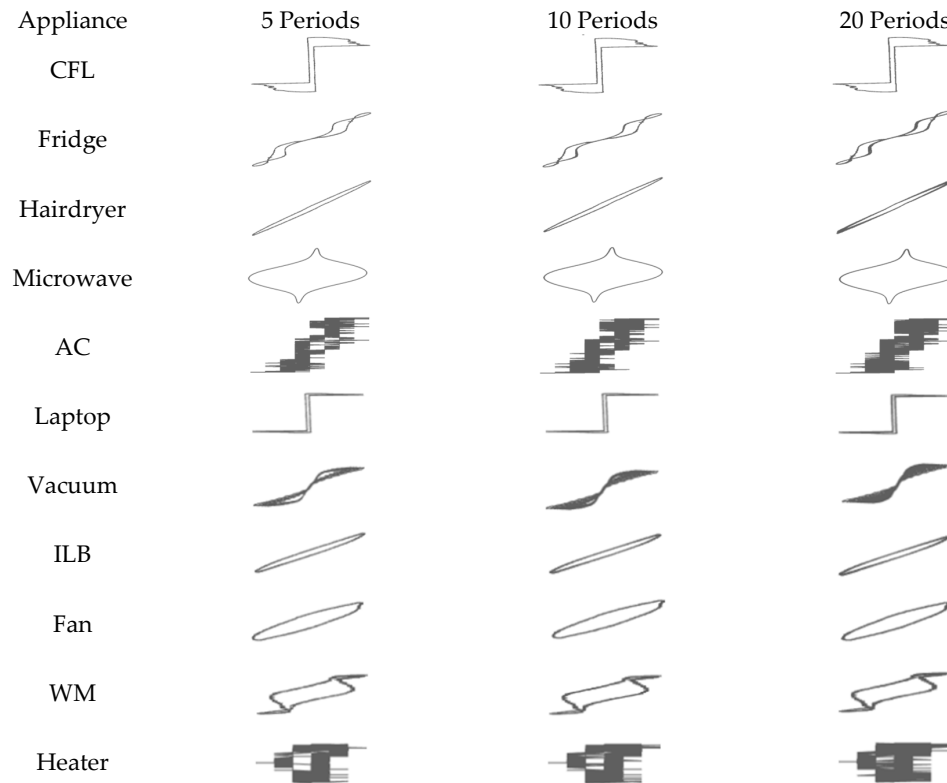 Appliance 5 Periods 10 Periods 20 Periods
CFL
Fridge
Hairdryer
Microwave
AC
Laptop
Vacuum
ILB
Fan
WM
Heater